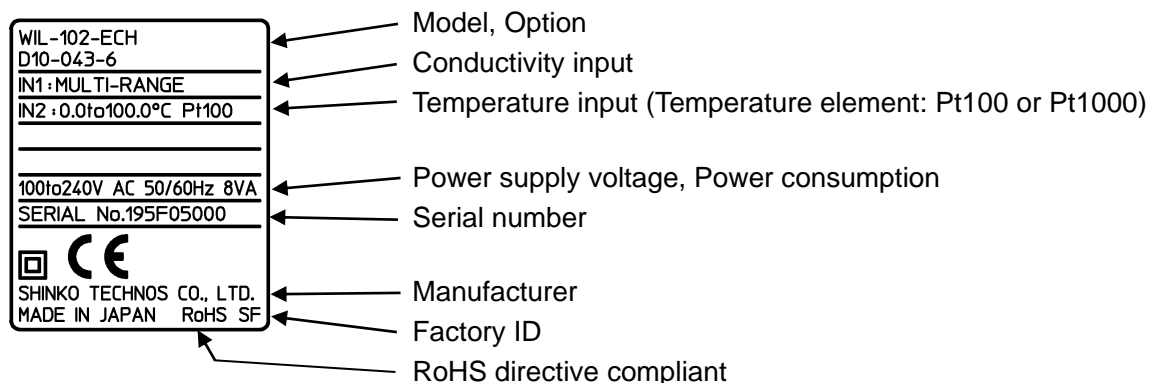 WIL-102-ECH
D10-043-6
IN1:MULTI-RANGE
IN2:0.0to100.0°C Pt100
100to240V AC 50/60Hz 8VA
SERIAL No.195F05000
CE
SHINKO TECHNOS CO., LTD.
MADE IN JAPAN RoHS SF
Model, Option
Conductivity input
Temperature input (Temperature element: Pt100 or Pt1000)
Power supply voltage, Power consumption
Serial number
Manufacturer
Factory ID
RoHS directive compliant